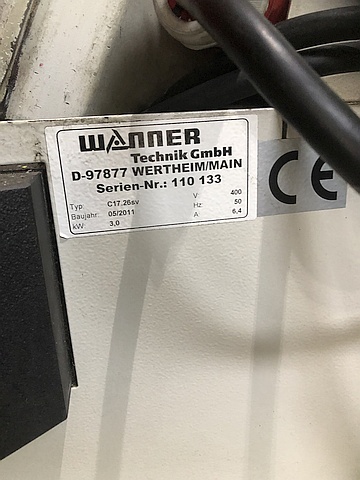 WANNER
Technik GmbH
D-97877 WERTHEIM/MAIN
Serien-Nr.: 110 133
Typ: C17.26sv V: 400
Baujahr: 05/2011 Hz: 50
kW: 3,0 A: 6,4
CE